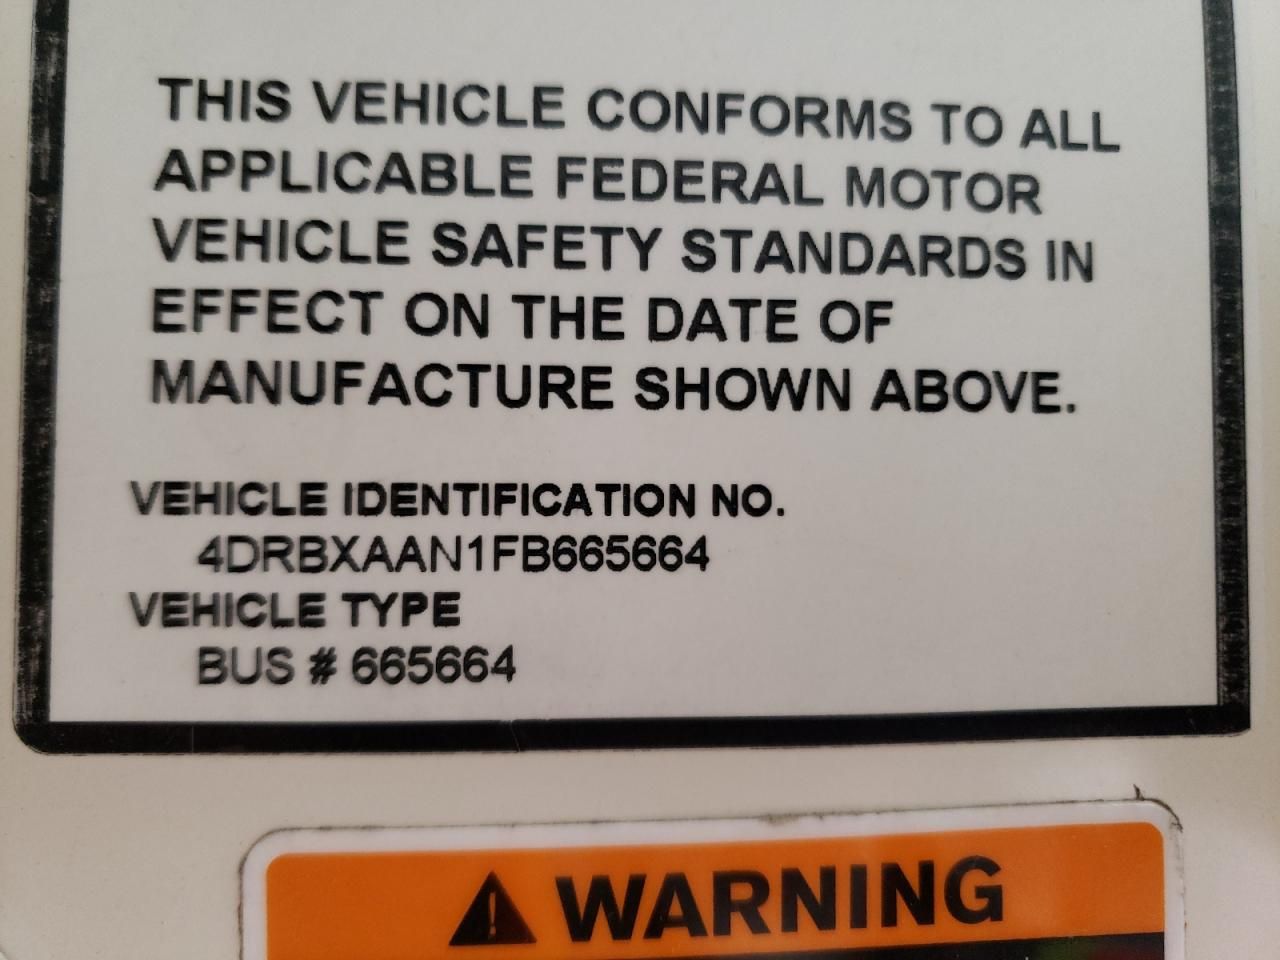 THIS VEHICLE CONFORMS TO ALL
APPLICABLE FEDERAL MOTOR
VEHICLE SAFETY STANDARDS IN
EFFECT ON THE DATE OF
MANUFACTURE SHOWN ABOVE.
VEHICLE IDENTIFICATION NO.
4DRBXAAN1FB665664
VEHICLE TYPE
BUS # 665664
WARNING